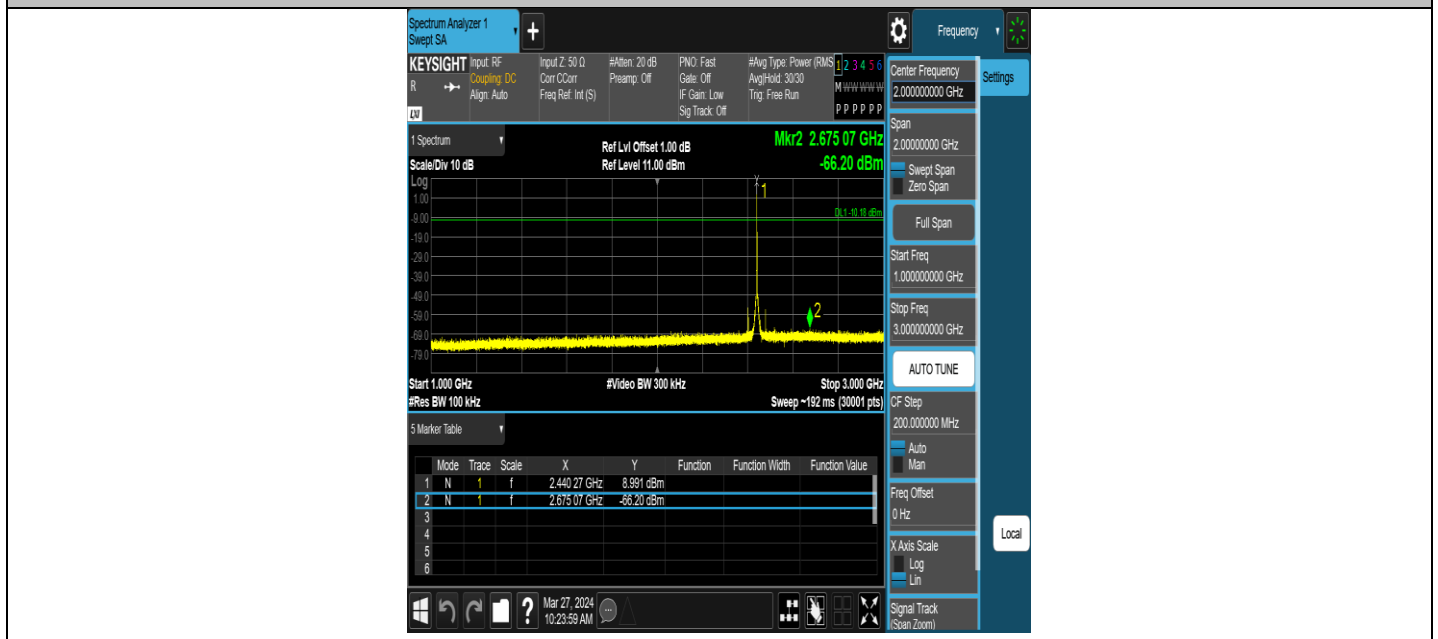 Spectrum Analyzer 1
Swept SA
+
Frequency
KEYSIGHT
R
LXI
Input: RF
Coupling: DC
Align: Auto
Input Z: 50 Ω
Corr CCorr
Freq Ref: Int (S)
#Atten: 20 dB
Preamp: Off
PNO: Fast
Gate: Off
IF Gain: Low
Sig Track: Off
#Avg Type: Power (RMS
Avg|Hold: 30/30
Trig: Free Run
1 2 3 4 5 6
M W W W W W
P P P P P P
Center Frequency
2.000000000 GHz
Settings
Span
2.00000000 GHz
Swept Span
Zero Span
Full Span
Start Freq
1.000000000 GHz
Stop Freq
3.000000000 GHz
AUTO TUNE
CF Step
200.000000 MHz
Auto
Man
Freq Offset
0 Hz
X Axis Scale
Log
Lin
Signal Track
(Span Zoom)
Local
1 Spectrum
Scale/Div 10 dB
Ref Lvl Offset 1.00 dB
Ref Level 11.00 dBm
Mkr2 2.675 07 GHz
-66.20 dBm
Log
1.00
-9.00
-19.0
-29.0
-39.0
-49.0
-59.0
-69.0
-79.0
1
DL1 -10.18 dBm
2
Start 1.000 GHz
#Res BW 100 kHz
#Video BW 300 kHz
Stop 3.000 GHz
Sweep ~192 ms (30001 pts)
5 Marker Table
Mode Trace Scale X Y Function Function Width Function Value
1 N 1 f 2.440 27 GHz 8.991 dBm
2 N 1 f 2.675 07 GHz -66.20 dBm
3
4
5
6
?
Mar 27, 2024
10:23:59 AM